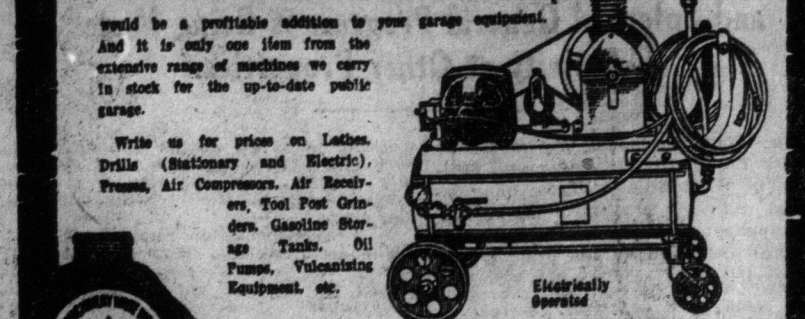 would be a profitable addition to your garage equipment.
And it is only one item from the
extensive range of machines we carry
in stock for the up-to-date public
garage.
Write us for prices on Lathes,
Drills (Stationary and Electric),
Presses, Air Compressors, Air Receiv-
ers, Tool Post Grin-
ders, Gasoline Stor-
age Tanks, Oil
Pumps, Vulcanizing
Equipment, etc.
Electrically
Operated